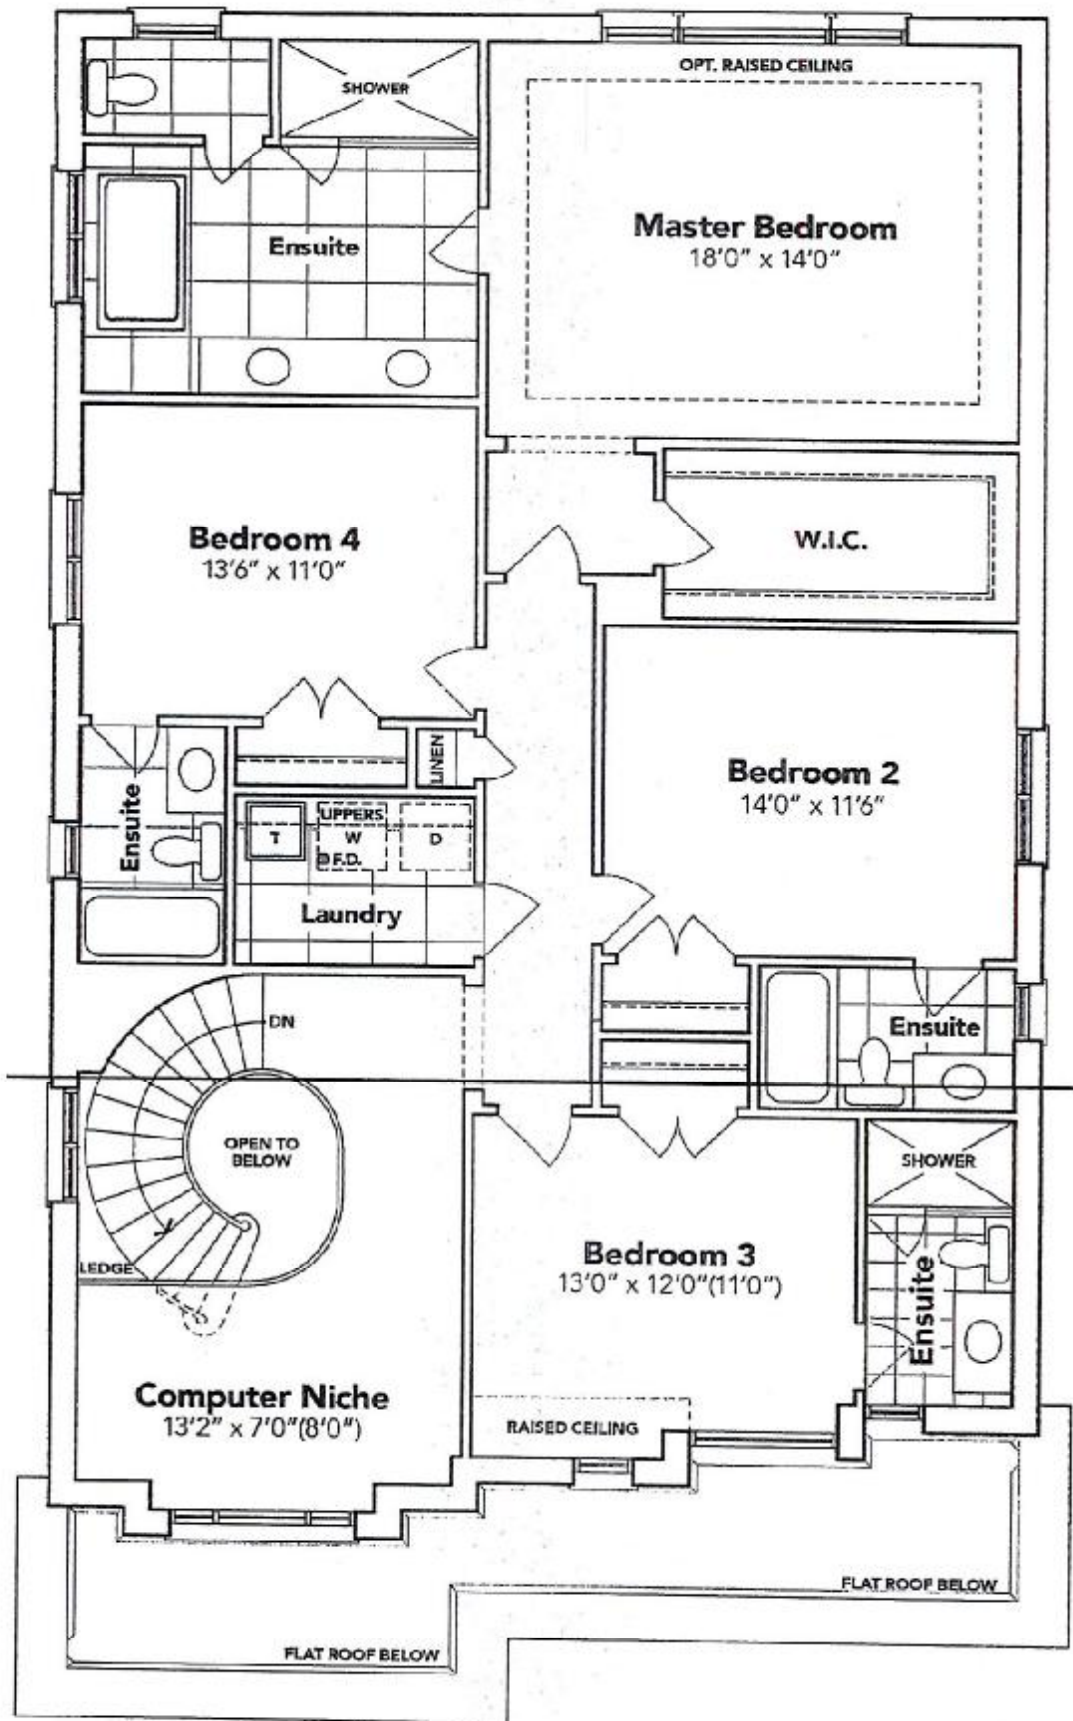 OPT. RAISED CEILING
SHOWER
Master Bedroom
18'0" x 14'0"
Ensuite
Bedroom 4
13'6" x 11'0"
W.I.C.
LINEN
Bedroom 2
14'0" x 11'6"
Ensuite
UPPERS
T
W
D
F.D.
Laundry
DN
Ensuite
OPEN TO
BELOW
SHOWER
LEDGE
Bedroom 3
13'0" x 12'0"(11'0")
Ensuite
Computer Niche
13'2" x 7'0"(8'0")
RAISED CEILING
FLAT ROOF BELOW
FLAT ROOF BELOW